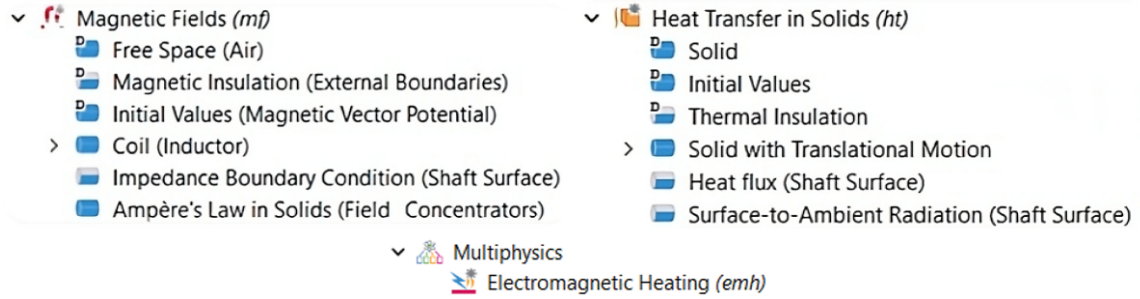 Magnetic Fields (mf)
D Free Space (Air)
D Magnetic Insulation (External Boundaries)
D Initial Values (Magnetic Vector Potential)
Coil (Inductor)
Impedance Boundary Condition (Shaft Surface)
Ampère's Law in Solids (Field Concentrators)
Heat Transfer in Solids (ht)
D Solid
D Initial Values
D Thermal Insulation
Solid with Translational Motion
Heat flux (Shaft Surface)
Surface-to-Ambient Radiation (Shaft Surface)
Multiphysics
Electromagnetic Heating (emh)